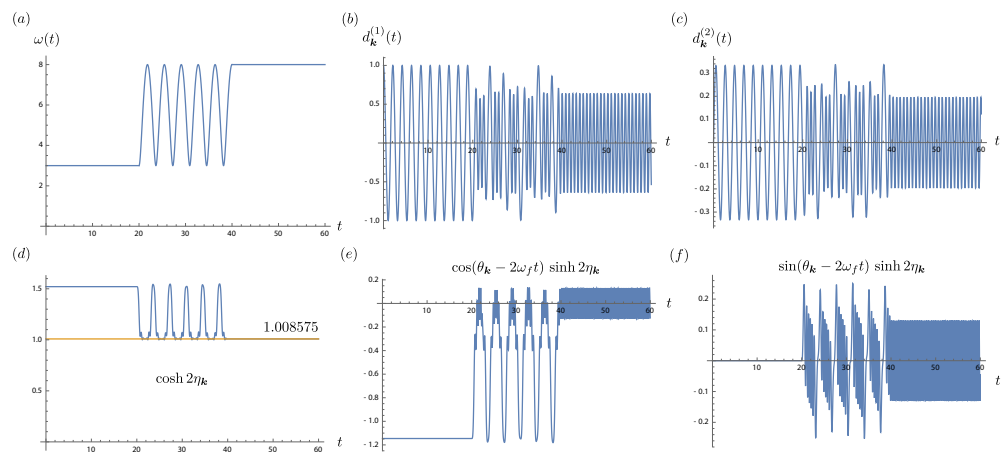 (a)
ω(t)
8
6
4
2
10 20 30 40 50 60 t
(b)
d_k^(1)(t)
1.0
0.5
10 20 30 40 50 60 t
- 0.5
- 1.0
(c)
d_k^(2)(t)
0.3
0.2
0.1
10 20 30 40 50 60 t
- 0.1
- 0.2
- 0.3
(d)
1.5
1.008575
1.0
cosh 2η_k
0.5
10 20 30 40 50 60 t
(e)
cos(θ_k − 2ω_f t) sinh 2η_k
0.2
10 20 30 40 50 60 t
- 0.2
- 0.4
- 0.6
- 0.8
- 1.0
- 1.2
(f)
sin(θ_k − 2ω_f t) sinh 2η_k
0.2
0.1
10 20 30 40 50 60 t
- 0.1
- 0.2